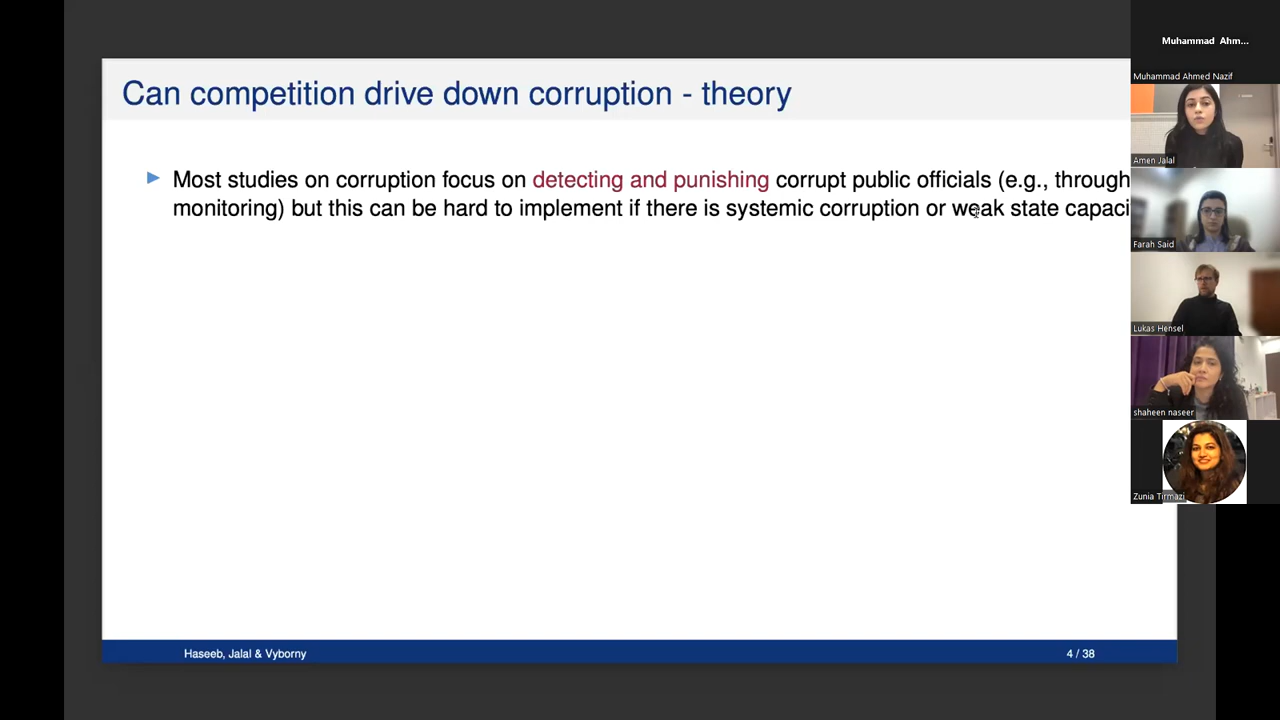 Can competition drive down corruption - theory
Most studies on corruption focus on detecting and punishing corrupt public officials (e.g., through
monitoring) but this can be hard to implement if there is systemic corruption or weak state capaci
Haseeb, Jalal & Vyborny
4 / 38
Muhammad Ahm...
Muhammad Ahmed Nazif
Amen Jalal
Farah Said
Lukas Hensel
shaheen naseer
Zunia Tirmazi